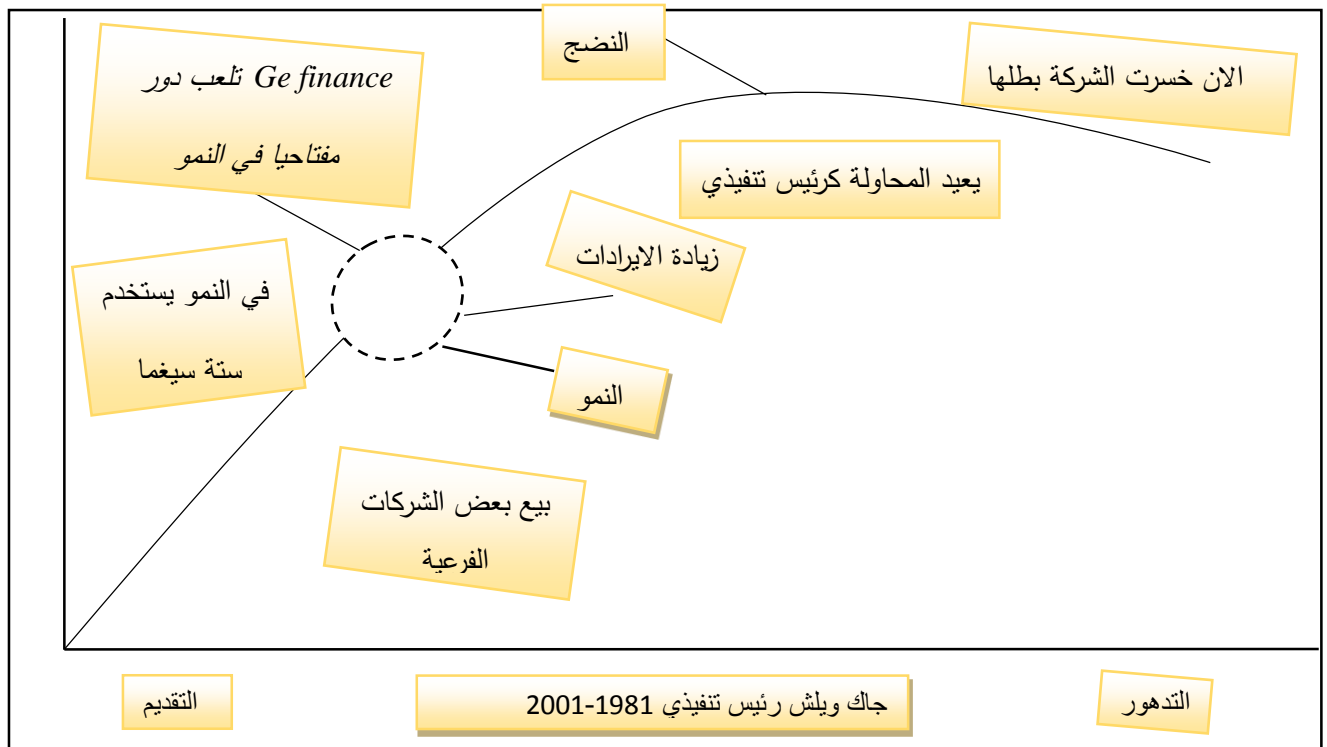 النضج
الان خسرت الشركة بطلها
Ge finance تلعب دور
مفتاحيا في النمو
يعيد المحاولة كرئيس تنفيذي
زيادة الايرادات
في النمو يستخدم
ستة سيغما
النمو
بيع بعض الشركات
الفرعية
التدهور
جاك ويلش رئيس تنفيذي 1981-2001
التقديم